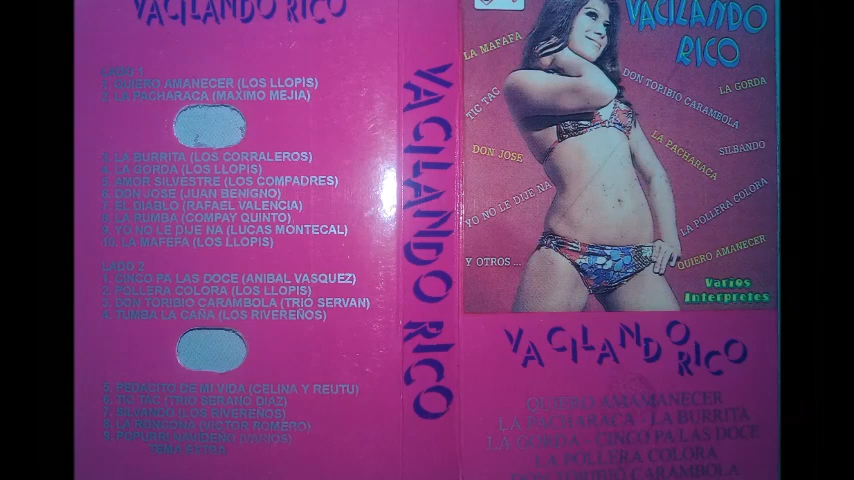 VACILANDO RICO
LADO 1
1. QUIERO AMANECER (LOS LLOPIS)
2. LA PACHARACA (MAXIMO MEJIA)
3. LA BURRITA (LOS CORRALEROS)
4. LA GORDA (LOS LLOPIS)
5. AMOR SILVESTRE (LOS COMPADRES)
6. DON JOSE (JUAN BENIGNO)
7. EL DIABLO (RAFAEL VALENCIA)
8. LA RUMBA (COMPAY QUINTO)
9. YO NO LE DIJE NA (LUCAS MONTECAL)
10. LA MAFEFA (LOS LLOPIS)
LADO 2
1. CINCO PA LAS DOCE (ANIBAL VASQUEZ)
2. POLLERA COLORA (LOS LLOPIS)
3. DON TORIBIO CARAMBOLA (TRIO SERVAN)
4. TUMBA LA CAÑA (LOS RIVEREÑOS)
5. PEDACITO DE MI VIDA (CELINA Y REUTU)
6. TIC TAC (TRIO SERANO DIAZ)
7. SILVANDO (LOS RIVEREÑOS)
8. LA RONCONA (VICTOR ROMERO)
9. POPURRI NAVIDEÑO (VARIOS)
TEMA EXTRA
VACILANDO RICO
VACILANDO
RICO
LA MAFAFA
TIC TAC
DON JOSE
YO NO LE DIJE NA
Y OTROS ...
LA GORDA
DON TORIBIO CARAMBOLA
SILBANDO
LA PACHARACA
LA POLLERA COLORA
QUIERO AMANECER
Varios
Interpretes
VACILANDO RICO
QUIERO AMAMANECER
LA PACHARACA - LA BURRITA
LA GORDA - CINCO PA LAS DOCE
LA POLLERA COLORA
DON TORIBIO CARAMBOLA